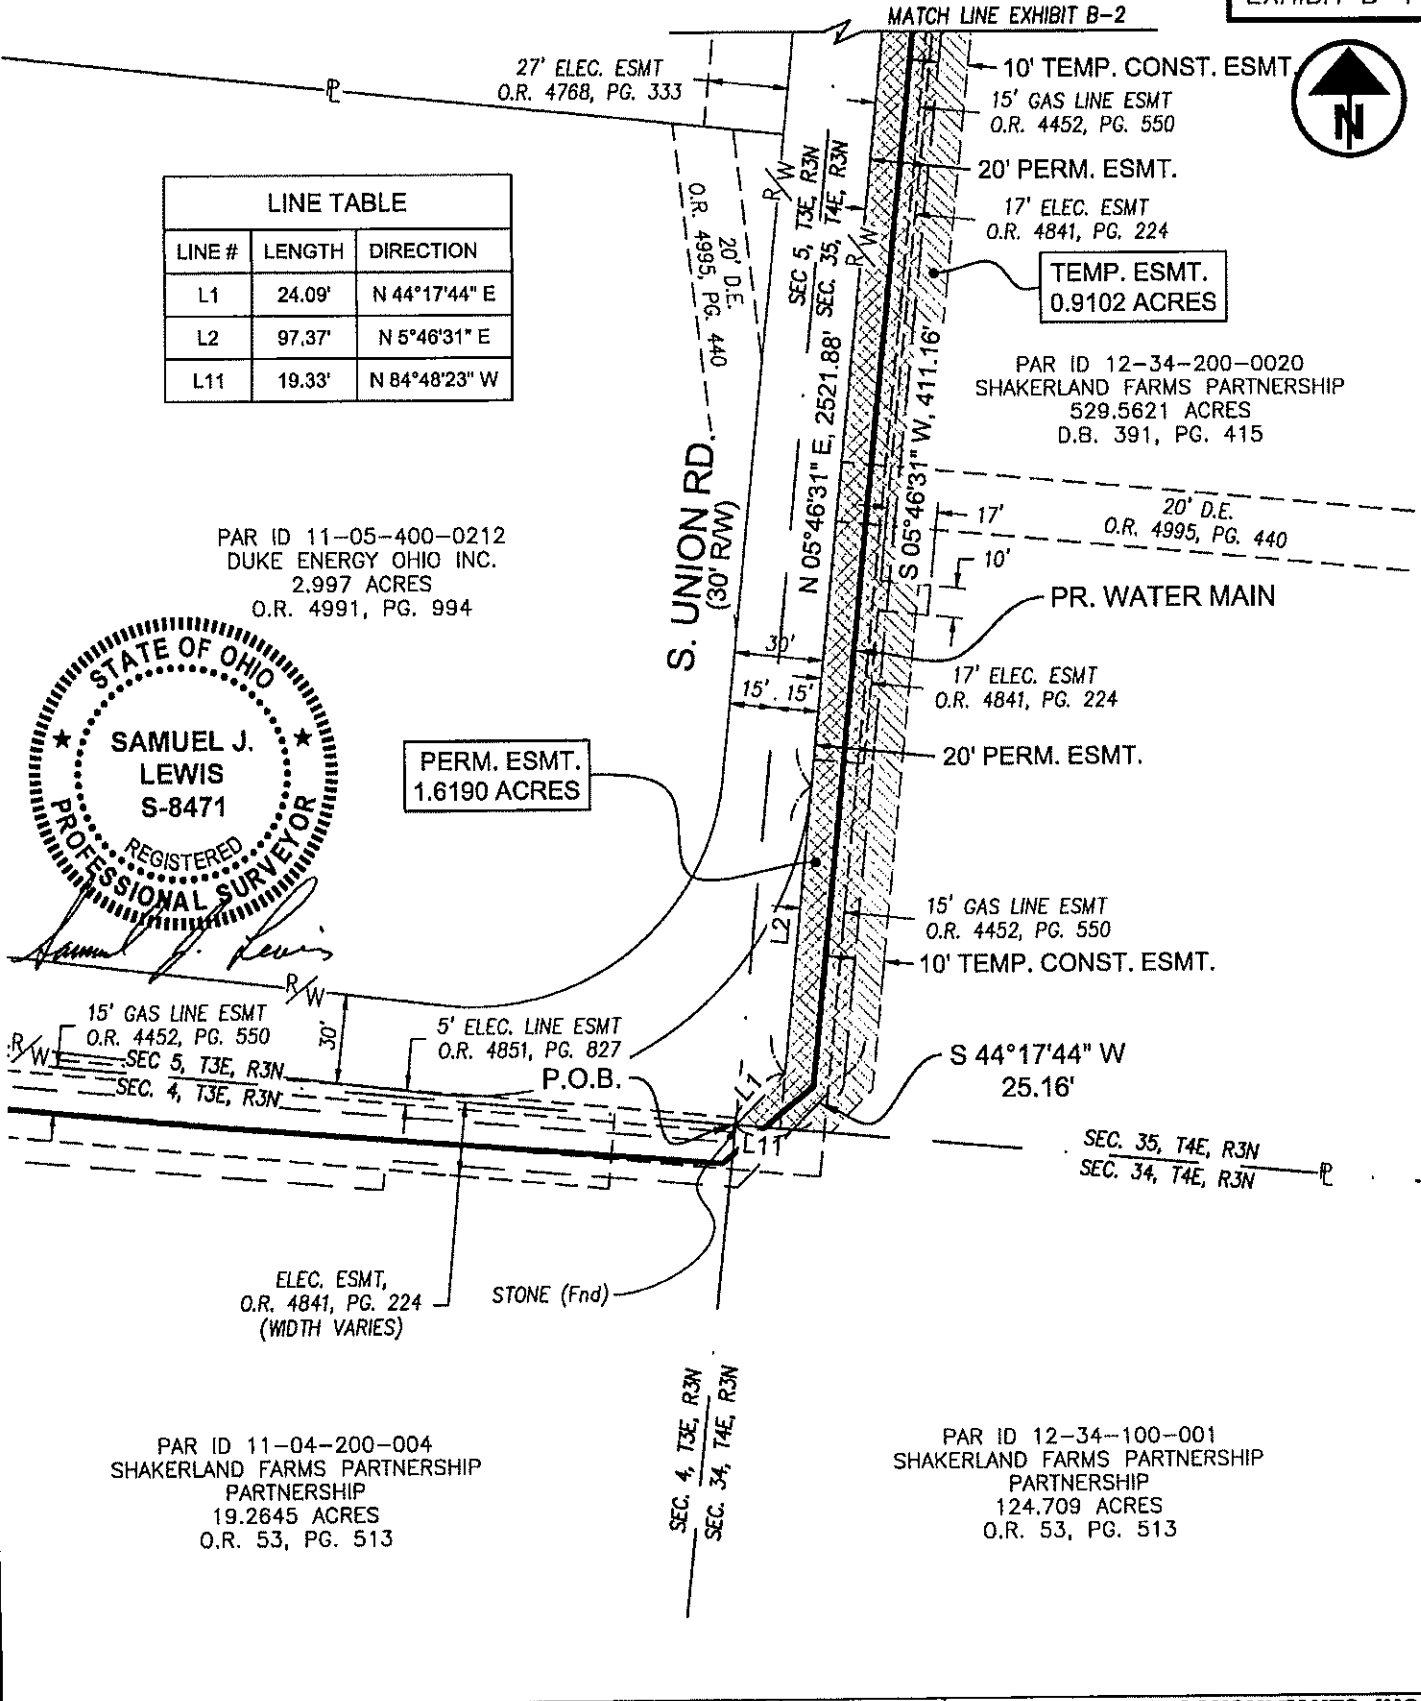 MATCH LINE EXHIBIT B-2
27' ELEC. ESMT
O.R. 4768, PG. 333
10' TEMP. CONST. ESMT.
15' GAS LINE ESMT
O.R. 4452, PG. 550
20' PERM. ESMT.
17' ELEC. ESMT
O.R. 4841, PG. 224
N
TEMP. ESMT.
0.9102 ACRES
LINE TABLE
LINE # LENGTH DIRECTION
L1 24.09' N 44°17'44" E
L2 97.37' N 5°46'31" E
L11 19.33' N 84°48'23" W
20' D.E.
O.R. 4995, PG. 440
R/W
SEC 5, T3E, R3N
SEC. 35, T4E, R3N
R/W
N 05°46'31" E, 2521.88'
S 05°46'31" W, 411.16'
PAR ID 12-34-200-0020
SHAKERLAND FARMS PARTNERSHIP
529.5621 ACRES
D.B. 391, PG. 415
S. UNION RD.
(30' R/W)
20' D.E.
O.R. 4995, PG. 440
17'
10'
PR. WATER MAIN
PAR ID 11-05-400-0212
DUKE ENERGY OHIO INC.
2.997 ACRES
O.R. 4991, PG. 994
30'
15' 15'
17' ELEC. ESMT
O.R. 4841, PG. 224
20' PERM. ESMT.
STATE OF OHIO
SAMUEL J.
LEWIS
S-8471
REGISTERED
PROFESSIONAL SURVEYOR
Samuel J. Lewis
PERM. ESMT.
1.6190 ACRES
L2
15' GAS LINE ESMT
O.R. 4452, PG. 550
10' TEMP. CONST. ESMT.
R/W
30'
15' GAS LINE ESMT
O.R. 4452, PG. 550
R/W
SEC 5, T3E, R3N
SEC. 4, T3E, R3N
5' ELEC. LINE ESMT
O.R. 4851, PG. 827
P.O.B.
L1
L11
S 44°17'44" W
25.16'
SEC. 35, T4E, R3N
SEC. 34, T4E, R3N
ELEC. ESMT,
O.R. 4841, PG. 224
(WIDTH VARIES)
STONE (Fnd)
SEC. 4, T3E, R3N
SEC. 34, T4E, R3N
PAR ID 11-04-200-004
SHAKERLAND FARMS PARTNERSHIP
PARTNERSHIP
19.2645 ACRES
O.R. 53, PG. 513
PAR ID 12-34-100-001
SHAKERLAND FARMS PARTNERSHIP
PARTNERSHIP
124.709 ACRES
O.R. 53, PG. 513